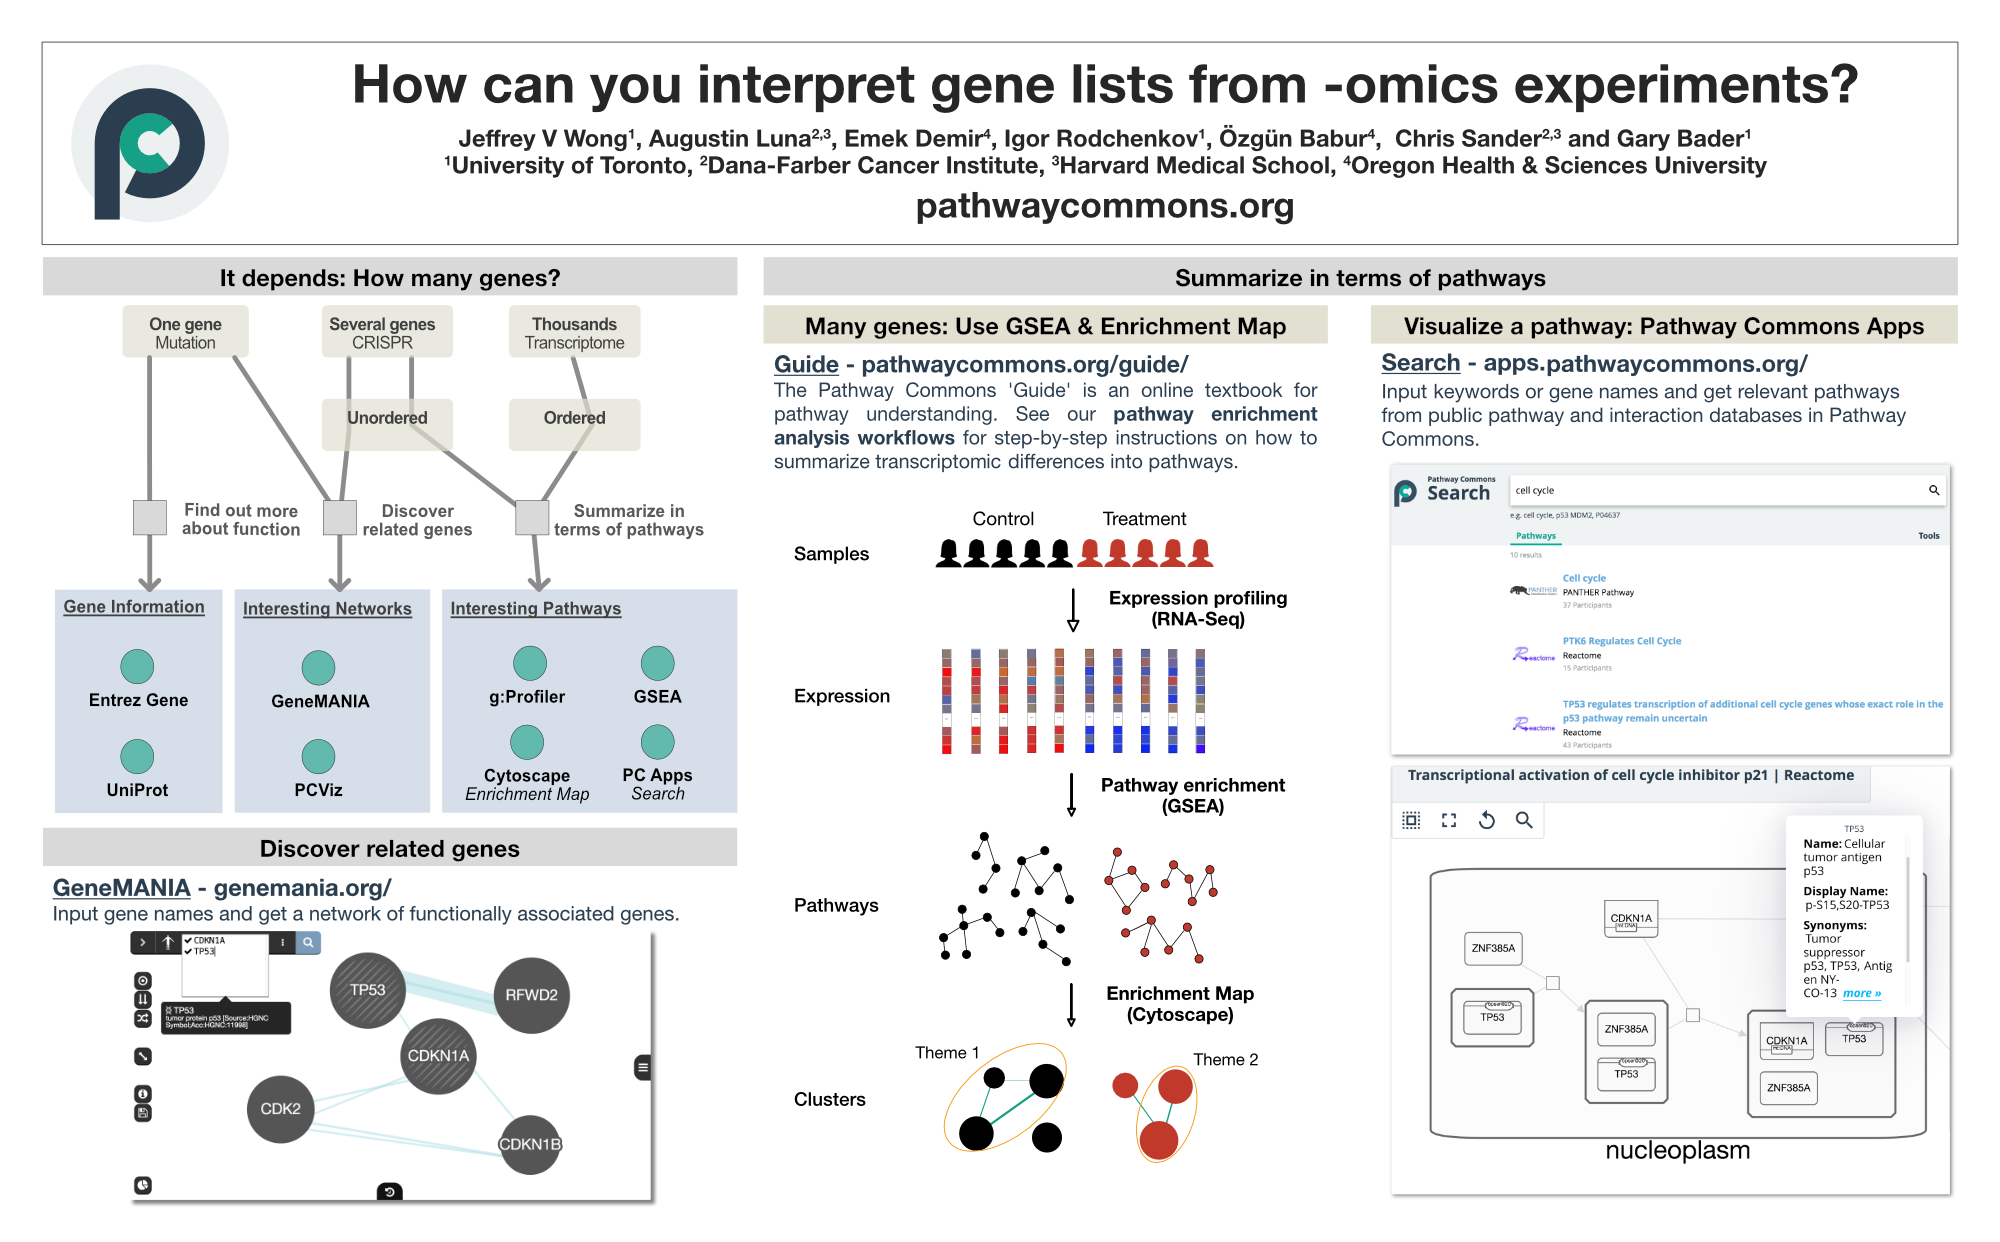 How can you interpret gene lists from -omics experiments?
Jeffrey V Wong¹, Augustin Luna²,³, Emek Demir⁴, Igor Rodchenkov¹, Özgün Babur⁴, Chris Sander²,³ and Gary Bader¹
¹University of Toronto, ²Dana-Farber Cancer Institute, ³Harvard Medical School, ⁴Oregon Health & Sciences University
pathwaycommons.org
It depends: How many genes?
One gene
Mutation
Several genes
CRISPR
Thousands
Transcriptome
Unordered
Ordered
Find out more
about function
Discover
related genes
Summarize in
terms of pathways
Gene Information
Entrez Gene
UniProt
Interesting Networks
GeneMANIA
PCViz
Interesting Pathways
g:Profiler
GSEA
Cytoscape
Enrichment Map
PC Apps
Search
Discover related genes
GeneMANIA - genemania.org/
Input gene names and get a network of functionally associated genes.
CDKN1A
TP53
TP53
tumor protein p53 [Source:HGNC
Symbol;Acc:HGNC:11998]
TP53
RFWD2
CDKN1A
CDK2
CDKN1B
Summarize in terms of pathways
Many genes: Use GSEA & Enrichment Map
Guide - pathwaycommons.org/guide/
The Pathway Commons 'Guide' is an online textbook for
pathway understanding. See our pathway enrichment
analysis workflows for step-by-step instructions on how to
summarize transcriptomic differences into pathways.
Control
Treatment
Samples
Expression profiling
(RNA-Seq)
Expression
Pathway enrichment
(GSEA)
Pathways
Enrichment Map
(Cytoscape)
Theme 1
Theme 2
Clusters
Visualize a pathway: Pathway Commons Apps
Search - apps.pathwaycommons.org/
Input keywords or gene names and get relevant pathways
from public pathway and interaction databases in Pathway
Commons.
Pathway Commons
Search
cell cycle
e.g. cell cycle, p53 MDM2, P04637
Pathways
Tools
10 results
PANTHER
Cell cycle
PANTHER Pathway
37 Participants
Reactome
PTK6 Regulates Cell Cycle
Reactome
15 Participants
Reactome
TP53 regulates transcription of additional cell cycle genes whose exact role in the
p53 pathway remain uncertain
Reactome
43 Participants
Transcriptional activation of cell cycle inhibitor p21 | Reactome
TP53
Name: Cellular
tumor antigen
p53
Display Name:
p-S15,S20-TP53
Synonyms:
Tumor
suppressor
p53, TP53, Antig
en NY-
CO-13 more »
CDKN1A
ZNF385A
TP53
ZNF385A
TP53
CDKN1A
TP53
ZNF385A
nucleoplasm